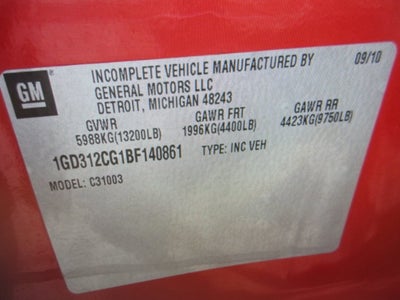 GM
INCOMPLETE VEHICLE MANUFACTURED BY 09/10
GENERAL MOTORS LLC
DETROIT, MICHIGAN 48243
GVWR GAWR FRT GAWR RR
5988KG(13200LB) 1996KG(4400LB) 4423KG(9750LB)
1GD312CG1BF140861 TYPE: INC VEH
MODEL: C31003